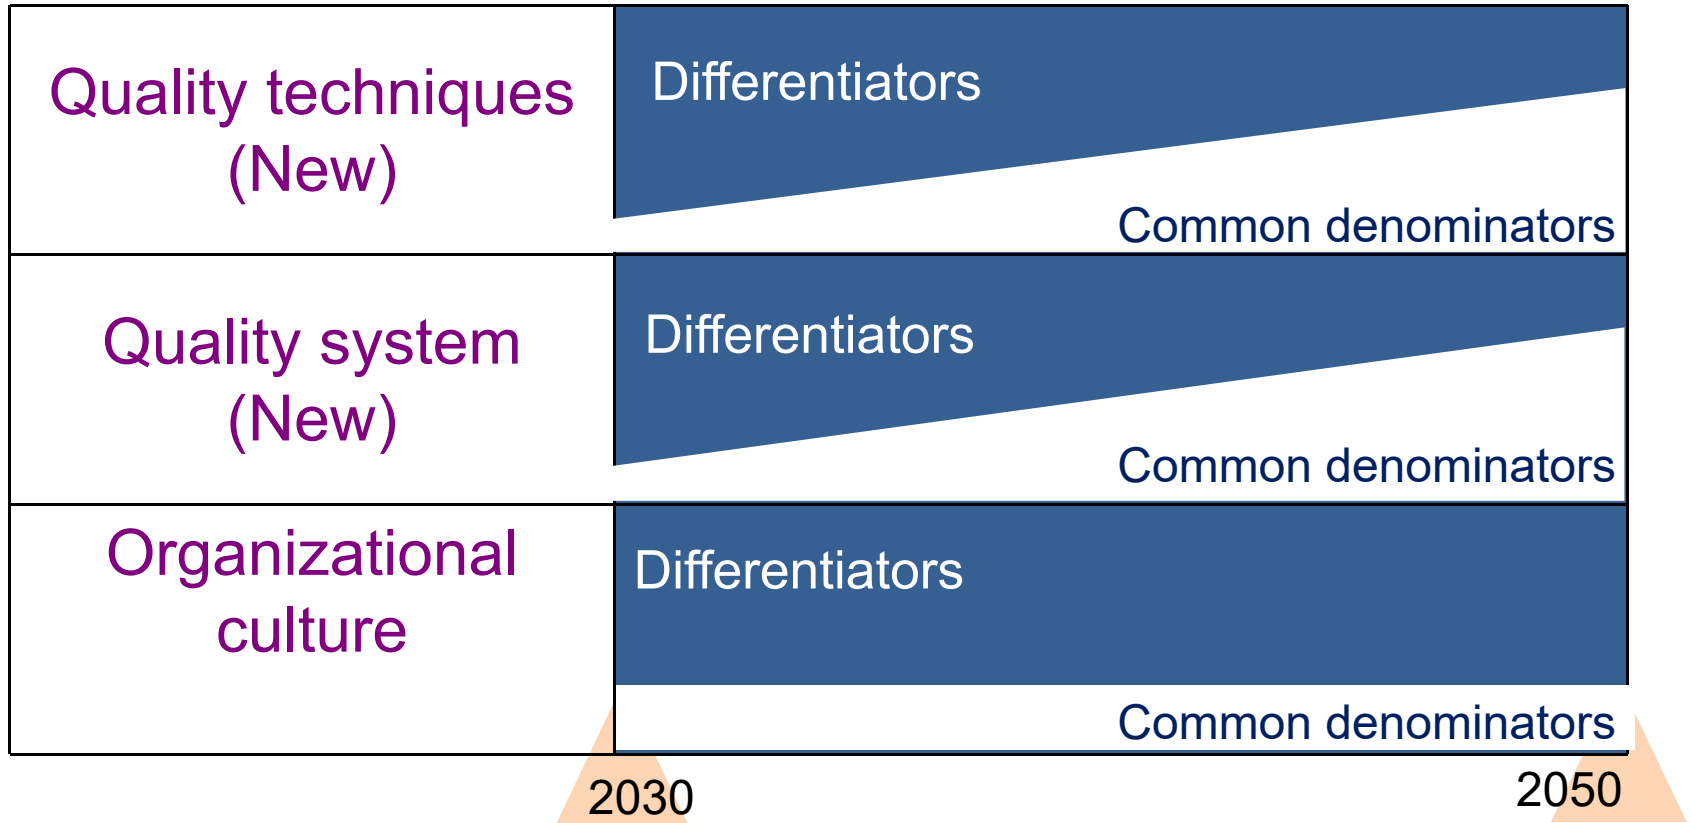 Quality techniques
(New)
Differentiators
Common denominators
Quality system
(New)
Differentiators
Common denominators
Organizational
culture
Differentiators
Common denominators
2030
2050